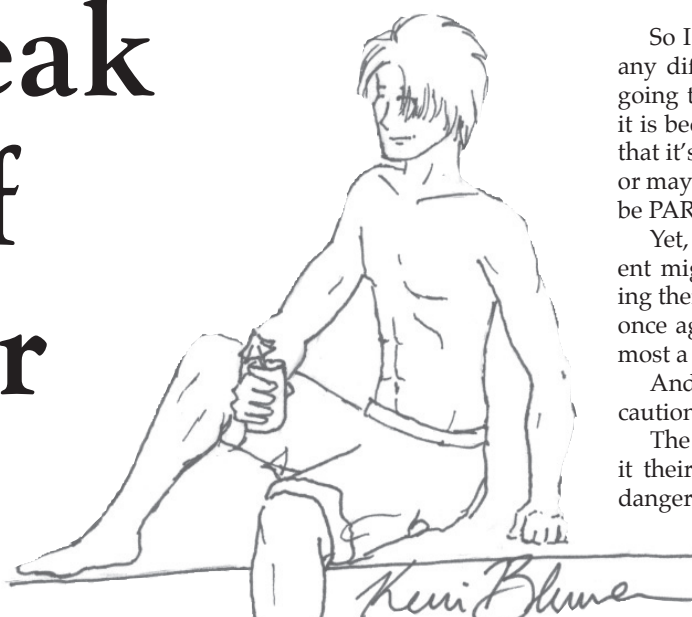 eak
f
r
So I
any dif
going t
it is bee
that it's
or may
be PAR
Yet,
ent mig
ing the
once ag
most a
And
caution
The
it their
danger